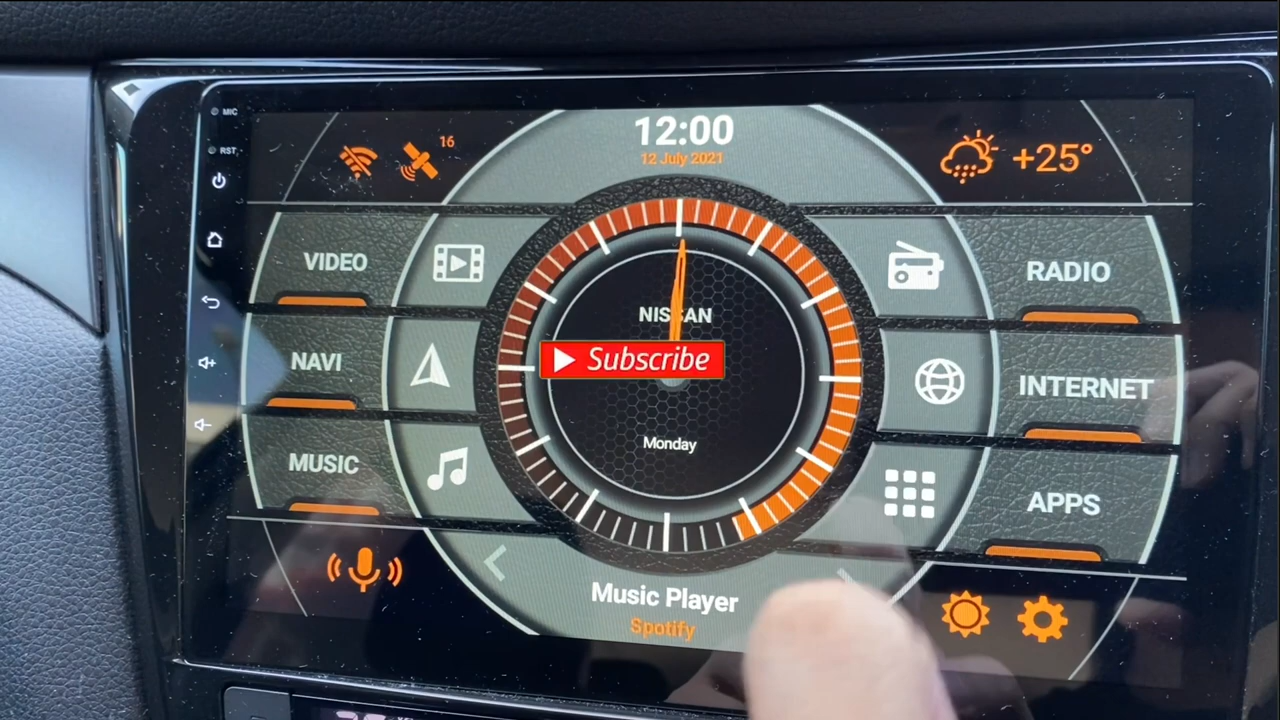 MIC
RST
12:00
12 July 2021
16
+25°
VIDEO
RADIO
NISSAN
Subscribe
NAVI
INTERNET
Monday
MUSIC
APPS
Music Player
Spotify